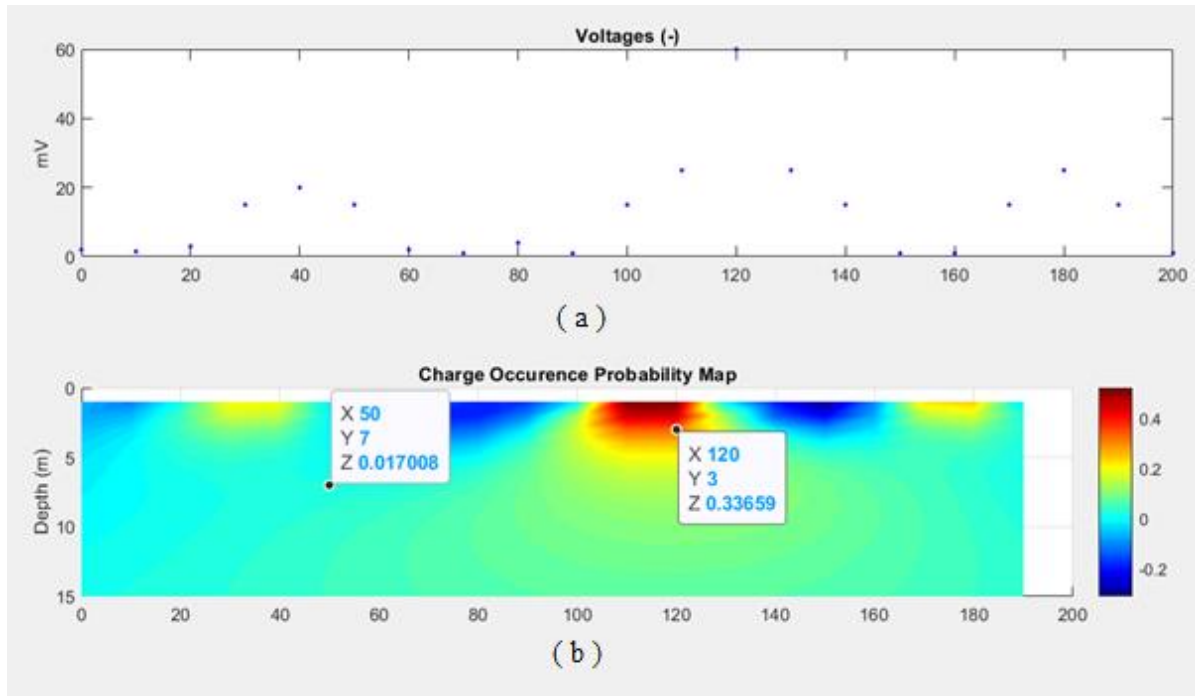 Voltages (-)
60
40
20
0
mV
0 20 40 60 80 100 120 140 160 180 200
( a )
Charge Occurence Probability Map
0
5
10
15
Depth (m)
X 50
Y 7
Z 0.017008
X 120
Y 3
Z 0.33659
0.4
0.2
0
-0.2
0 20 40 60 80 100 120 140 160 180 200
( b )